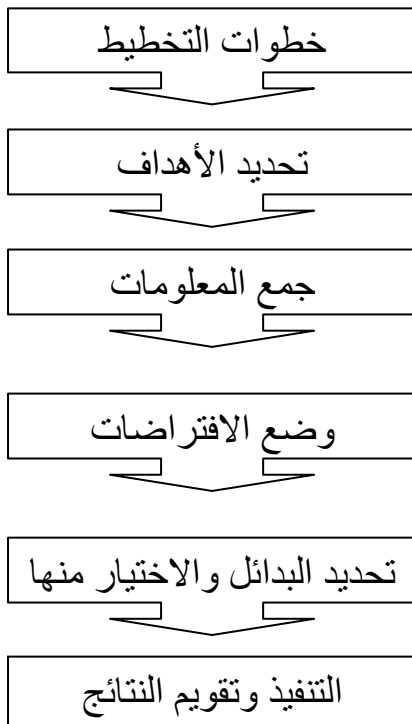 خطوات التخطيط
تحديد الأهداف
جمع المعلومات
وضع الافتراضات
تحديد البدائل والاختيار منها
التنفيذ وتقويم النتائج